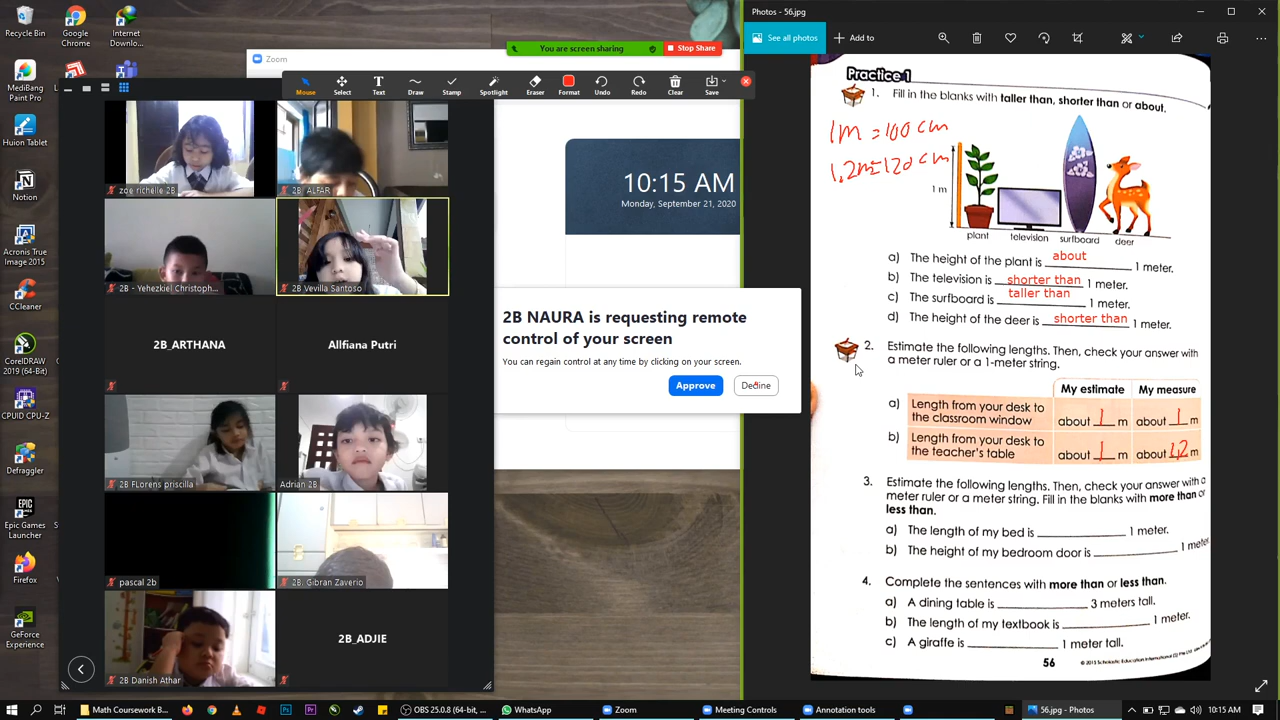 Photos - 56.jpg
See all photos
Add to
Recycle Bin
Google
Chrome
Internet
Downlo...
MediBang
Paint Pro
Huion Tablet
Notion
Acronis True
Image 2015
CCleaner
CorelDRAW
2019 (64-Bit)
CPUID CPU-Z
Defraggler
EPIC
GAMES
Epic Games
Launcher
Firefox
GeForce
Experience
Zoom
You are screen sharing
Stop Share
Mouse
Select
Text
Draw
Stamp
Spotlight
Eraser
Format
Undo
Redo
Clear
Save
zoe richelle 2B
2B_ALFAR
2B - Yehezkiel Christoph...
2B Vevilla Santoso
2B_ARTHANA
Allfiana Putri
2B FLorens priscilla
Adrian 2B
pascal 2b
2B. Gibran Zaverio
2B Danish Athar
2B_ADJIE
10:15 AM
Monday, September 21, 2020
2B NAURA is requesting remote
control of your screen
You can regain control at any time by clicking on your screen.
Approve
Decline
Practice 1
1. Fill in the blanks with taller than, shorter than or about.
1m = 100 cm
1,2m = 120 cm
1 m
plant
television
surfboard
deer
a) The height of the plant is about 1 meter.
b) The television is shorter than 1 meter.
c) The surfboard is taller than 1 meter.
d) The height of the deer is shorter than 1 meter.
2. Estimate the following lengths. Then, check your answer with
a meter ruler or a 1-meter string.
My estimate My measure
a) Length from your desk to
the classroom window
about 1 m about 1 m
b) Length from your desk to
the teacher's table
about 1 m about 1,2 m
3. Estimate the following lengths. Then, check your answer with a
meter ruler or a meter string. Fill in the blanks with more than or
less than.
a) The length of my bed is ____________ 1 meter.
b) The height of my bedroom door is ____________ 1 meter.
4. Complete the sentences with more than or less than.
a) A dining table is ____________ 3 meters tall.
b) The length of my textbook is ____________ 1 meter.
c) A giraffe is ____________ 1 meter tall.
56
Math Coursework B...
OBS 25.0.8 (64-bit, ...
WhatsApp
Zoom
Meeting Controls
Annotation tools
56.jpg - Photos
10:15 AM